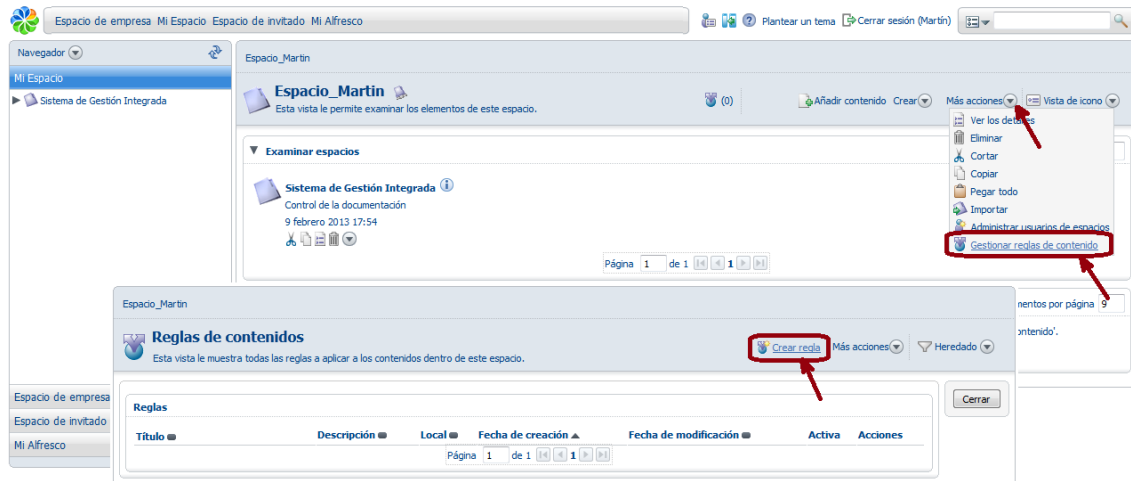 Espacio de empresa Mi Espacio Espacio de invitado Mi Alfresco
Plantear un tema Cerrar sesión (Martín)
Navegador
Mi Espacio
Sistema de Gestión Integrada
Espacio_Martin
Espacio_Martin
Esta vista le permite examinar los elementos de este espacio.
(0)
Añadir contenido Crear
Más acciones
Vista de icono
Ver los detalles
Eliminar
Cortar
Copiar
Pegar todo
Importar
Administrar usuarios de espacios
Gestionar reglas de contenido
Examinar espacios
Sistema de Gestión Integrada
Control de la documentación
9 febrero 2013 17:54
Página 1 de 1 1
mentos por página 9
ontenido'.
Espacio_Martin
Reglas de contenidos
Esta vista le muestra todas las reglas a aplicar a los contenidos dentro de este espacio.
Crear regla Más acciones Heredado
Cerrar
Reglas
Título Descripción Local Fecha de creación Fecha de modificación Activa Acciones
Página 1 de 1 1
Espacio de empresa
Espacio de invitado
Mi Alfresco